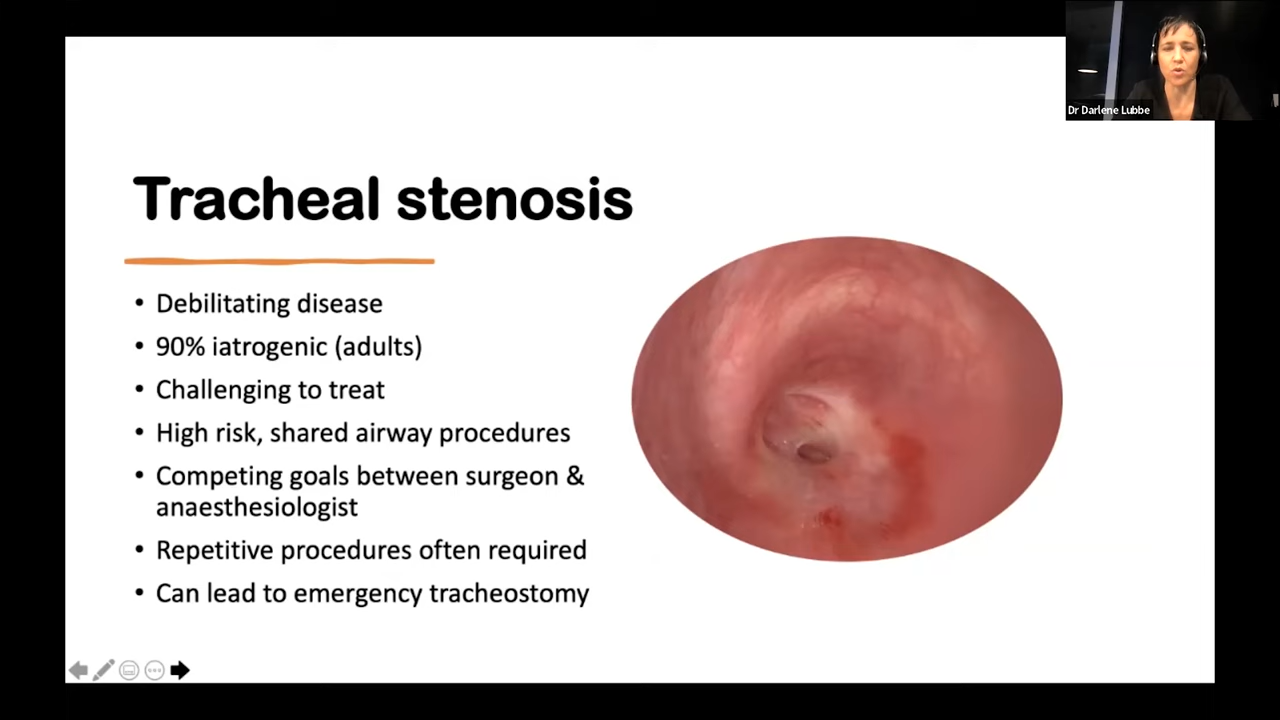 Dr Darlene Lubbe
Tracheal stenosis
• Debilitating disease
• 90% iatrogenic (adults)
• Challenging to treat
• High risk, shared airway procedures
• Competing goals between surgeon &
anaesthesiologist
• Repetitive procedures often required
• Can lead to emergency tracheostomy